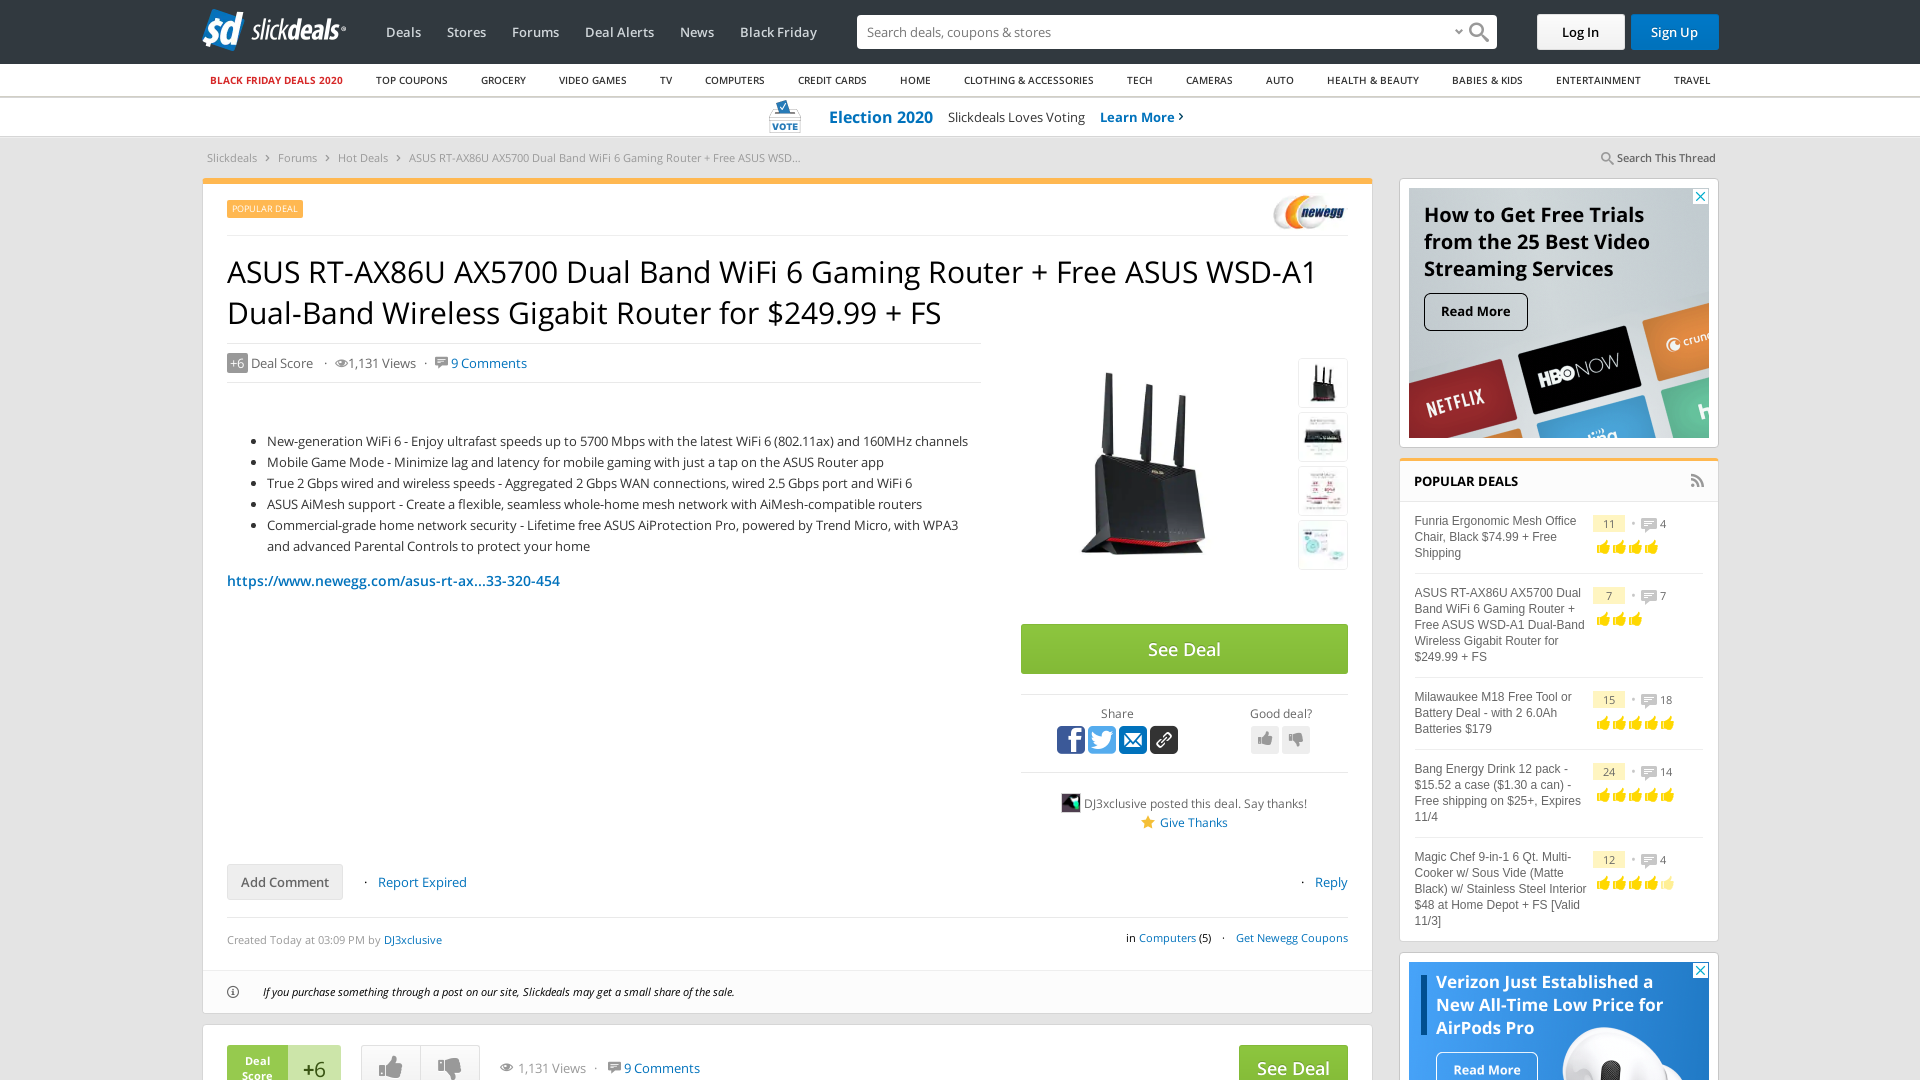 sd slickdeals
Deals Stores Forums Deal Alerts News Black Friday
Search deals, coupons & stores
Log In Sign Up
BLACK FRIDAY DEALS 2020 TOP COUPONS GROCERY VIDEO GAMES TV COMPUTERS CREDIT CARDS HOME CLOTHING & ACCESSORIES TECH CAMERAS AUTO HEALTH & BEAUTY BABIES & KIDS ENTERTAINMENT TRAVEL
VOTE Election 2020 Slickdeals Loves Voting Learn More
Slickdeals Forums Hot Deals ASUS RT-AX86U AX5700 Dual Band WiFi 6 Gaming Router + Free ASUS WSD...
Search This Thread
POPULAR DEAL
newegg
ASUS RT-AX86U AX5700 Dual Band WiFi 6 Gaming Router + Free ASUS WSD-A1
Dual-Band Wireless Gigabit Router for $249.99 + FS
+6 Deal Score · 1,131 Views · 9 Comments
• New-generation WiFi 6 - Enjoy ultrafast speeds up to 5700 Mbps with the latest WiFi 6 (802.11ax) and 160MHz channels
• Mobile Game Mode - Minimize lag and latency for mobile gaming with just a tap on the ASUS Router app
• True 2 Gbps wired and wireless speeds - Aggregated 2 Gbps WAN connections, wired 2.5 Gbps port and WiFi 6
• ASUS AiMesh support - Create a flexible, seamless whole-home mesh network with AiMesh-compatible routers
• Commercial-grade home network security - Lifetime free ASUS AiProtection Pro, powered by Trend Micro, with WPA3
and advanced Parental Controls to protect your home
https://www.newegg.com/asus-rt-ax...33-320-454
See Deal
Share
Good deal?
DJ3xclusive posted this deal. Say thanks!
Give Thanks
Add Comment · Report Expired
· Reply
Created Today at 03:09 PM by DJ3xclusive
in Computers (5) · Get Newegg Coupons
If you purchase something through a post on our site, Slickdeals may get a small share of the sale.
Deal
Score
+6
1,131 Views · 9 Comments
See Deal
How to Get Free Trials
from the 25 Best Video
Streaming Services
Read More
NETFLIX
HBO NOW
crunc
POPULAR DEALS
Funria Ergonomic Mesh Office
Chair, Black $74.99 + Free
Shipping
11 • 4
ASUS RT-AX86U AX5700 Dual
Band WiFi 6 Gaming Router +
Free ASUS WSD-A1 Dual-Band
Wireless Gigabit Router for
$249.99 + FS
7 • 7
Milawaukee M18 Free Tool or
Battery Deal - with 2 6.0Ah
Batteries $179
15 • 18
Bang Energy Drink 12 pack -
$15.52 a case ($1.30 a can) -
Free shipping on $25+, Expires
11/4
24 • 14
Magic Chef 9-in-1 6 Qt. Multi-
Cooker w/ Sous Vide (Matte
Black) w/ Stainless Steel Interior
$48 at Home Depot + FS [Valid
11/3]
12 • 4
Verizon Just Established a
New All-Time Low Price for
AirPods Pro
Read More